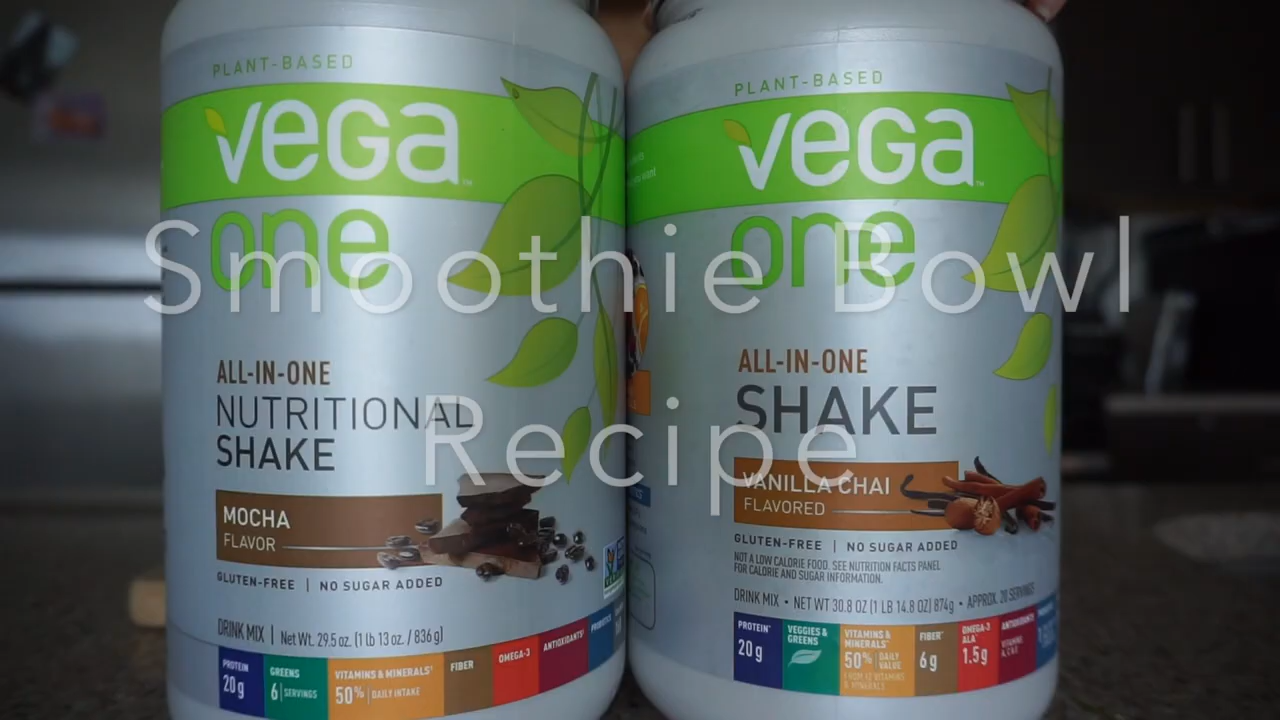 PLANT-BASED
vega
one
ALL-IN-ONE
NUTRITIONAL
SHAKE
MOCHA
FLAVOR
GLUTEN-FREE | NO SUGAR ADDED
DRINK MIX | Net Wt. 29.5 oz. (1 lb 13 oz. / 836 g)
PROTEIN
20g
GREENS
6 SERVINGS
VITAMINS & MINERALS
50% DAILY INTAKE
FIBER
OMEGA-3
ANTIOXIDANTS
PROBIOTICS
PLANT-BASED
vega
one
ALL-IN-ONE
SHAKE
VANILLA CHAI
FLAVORED
GLUTEN-FREE | NO SUGAR ADDED
NOT A LOW CALORIE FOOD. SEE NUTRITION FACTS PANEL
FOR CALORIE AND SUGAR INFORMATION.
DRINK MIX • NET WT 30.8 OZ (1 LB 14.8 OZ) 874g • APPROX. 20 SERVINGS
PROTEIN
20g
VEGGIES &
GREENS
VITAMINS &
MINERALS
50% DAILY VALUE
FIBER
6g
OMEGA-3
ALA
1.5g
ANTIOXIDANTS
VITAMINS
Smoothie Bowl
Recipe